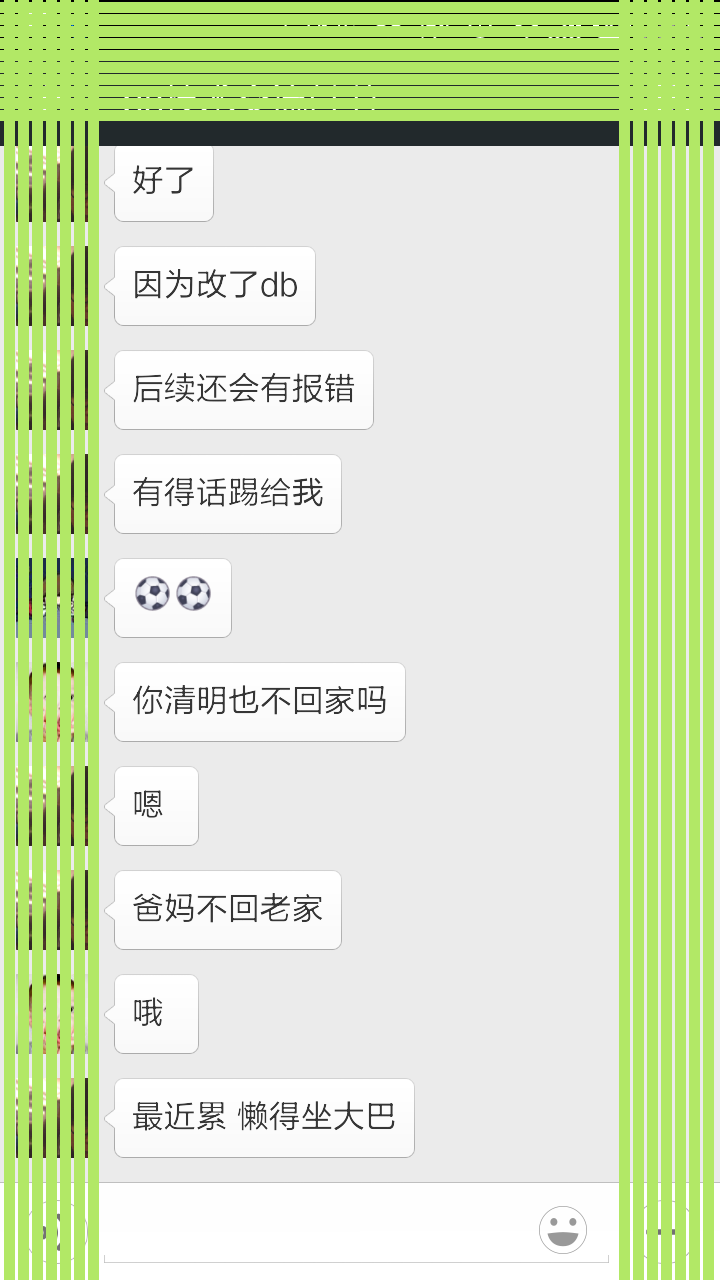 好了
因为改了db
后续还会有报错
有得话踢给我
⚽⚽
你清明也不回家吗
嗯
爸妈不回老家
哦
最近累 懒得坐大巴